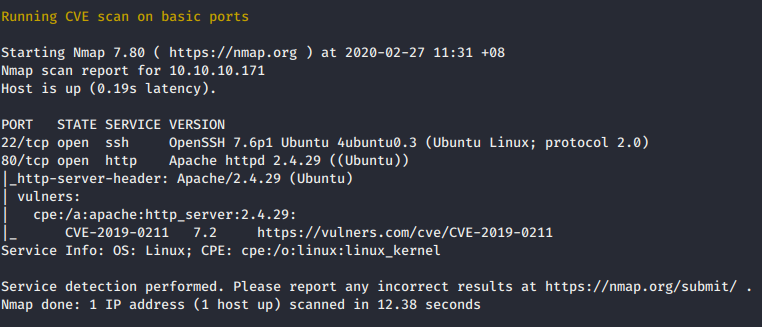 Running CVE scan on basic ports
Starting Nmap 7.80 ( https://nmap.org ) at 2020-02-27 11:31 +08
Nmap scan report for 10.10.10.171
Host is up (0.19s latency).
PORT   STATE SERVICE VERSION
22/tcp open  ssh     OpenSSH 7.6p1 Ubuntu 4ubuntu0.3 (Ubuntu Linux; protocol 2.0)
80/tcp open  http    Apache httpd 2.4.29 ((Ubuntu))
|_http-server-header: Apache/2.4.29 (Ubuntu)
| vulners:
|   cpe:/a:apache:http_server:2.4.29:
|_      CVE-2019-0211   7.2     https://vulners.com/cve/CVE-2019-0211
Service Info: OS: Linux; CPE: cpe:/o:linux:linux_kernel
Service detection performed. Please report any incorrect results at https://nmap.org/submit/ .
Nmap done: 1 IP address (1 host up) scanned in 12.38 seconds